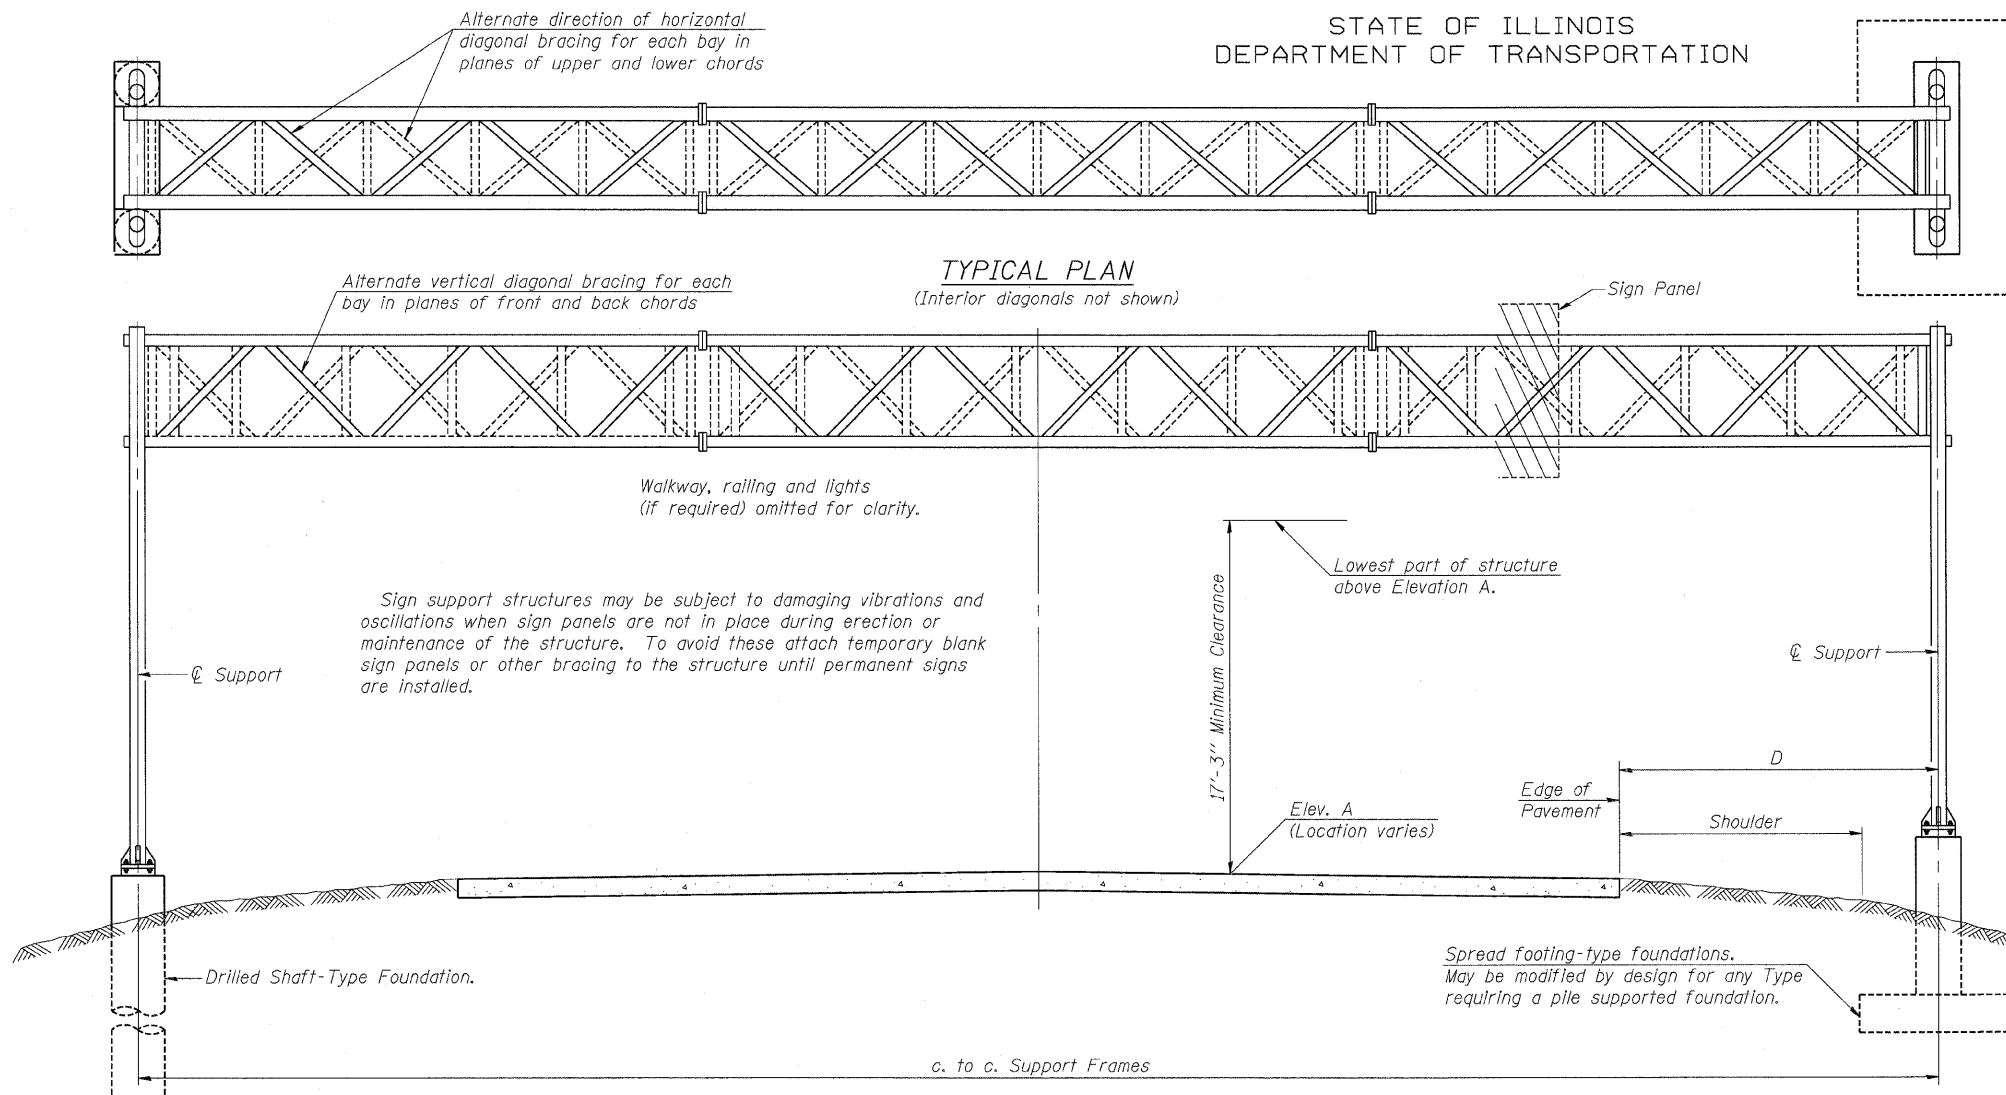 Alternate direction of horizontal
diagonal bracing for each bay in
planes of upper and lower chords
STATE OF ILLINOIS
DEPARTMENT OF TRANSPORTATION
TYPICAL PLAN
(Interior diagonals not shown)
Alternate vertical diagonal bracing for each
bay in planes of front and back chords
Sign Panel
Walkway, railing and lights
(if required) omitted for clarity.
Lowest part of structure
above Elevation A.
17'-3'' Minimum Clearance
Sign support structures may be subject to damaging vibrations and
oscillations when sign panels are not in place during erection or
maintenance of the structure. To avoid these attach temporary blank
sign panels or other bracing to the structure until permanent signs
are installed.
℄ Support
℄ Support
D
Edge of
Pavement
Shoulder
Elev. A
(Location varies)
Drilled Shaft-Type Foundation.
Spread footing-type foundations.
May be modified by design for any Type
requiring a pile supported foundation.
c. to c. Support Frames